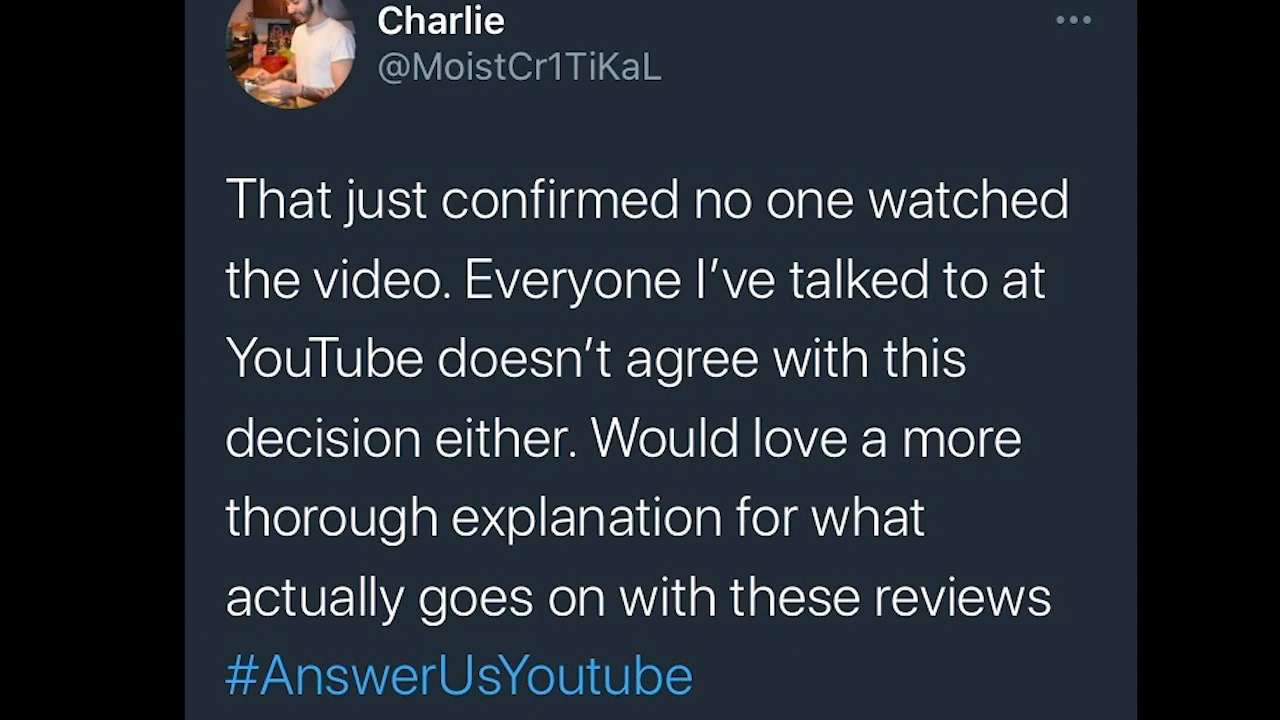 Charlie
@MoistCr1TiKaL
That just confirmed no one watched
the video. Everyone I’ve talked to at
YouTube doesn’t agree with this
decision either. Would love a more
thorough explanation for what
actually goes on with these reviews
#AnswerUsYoutube